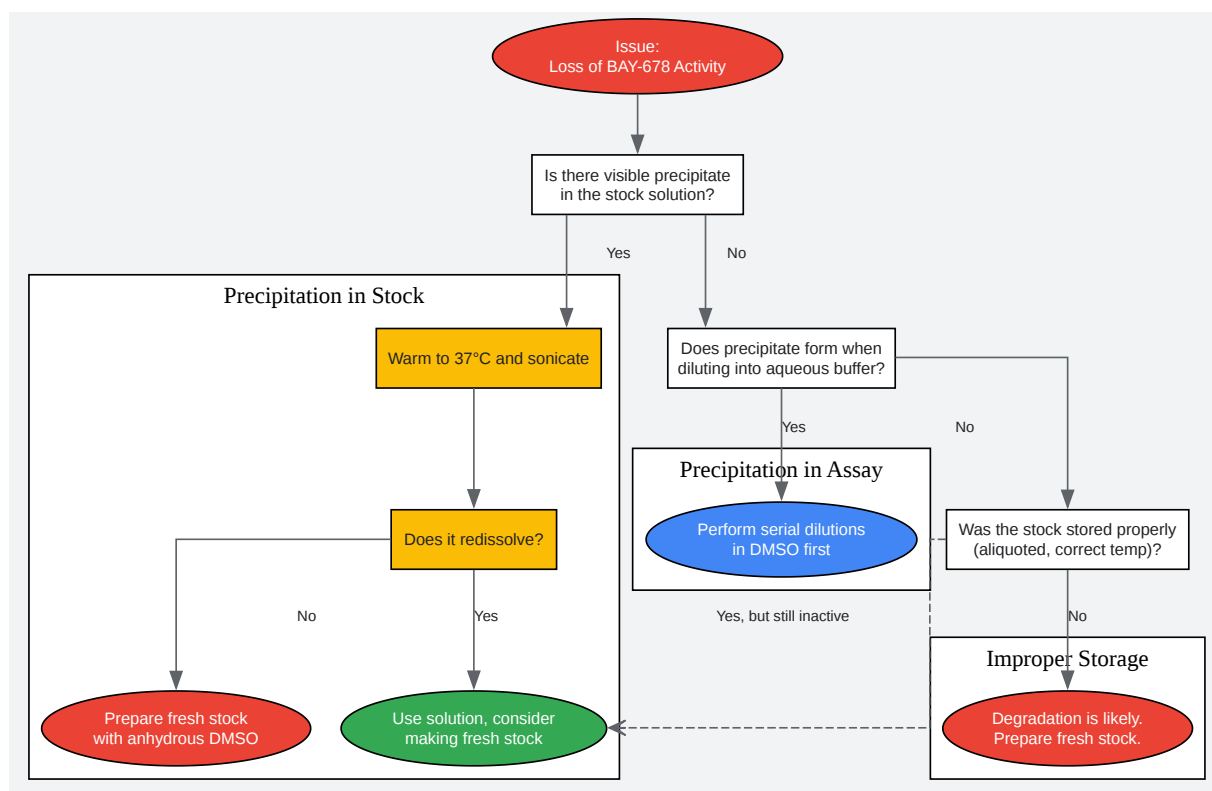 Issue:
Loss of BAY-678 Activity
Is there visible precipitate
in the stock solution?
Yes
No
Precipitation in Stock
Warm to 37°C and sonicate
Does precipitate form when
diluting into aqueous buffer?
Yes
No
Precipitation in Assay
Does it redissolve?
Perform serial dilutions
in DMSO first
Was the stock stored properly
(aliquoted, correct temp)?
No
Yes
Yes, but still inactive
No
Improper Storage
Prepare fresh stock
with anhydrous DMSO
Use solution, consider
making fresh stock
Degradation is likely.
Prepare fresh stock.